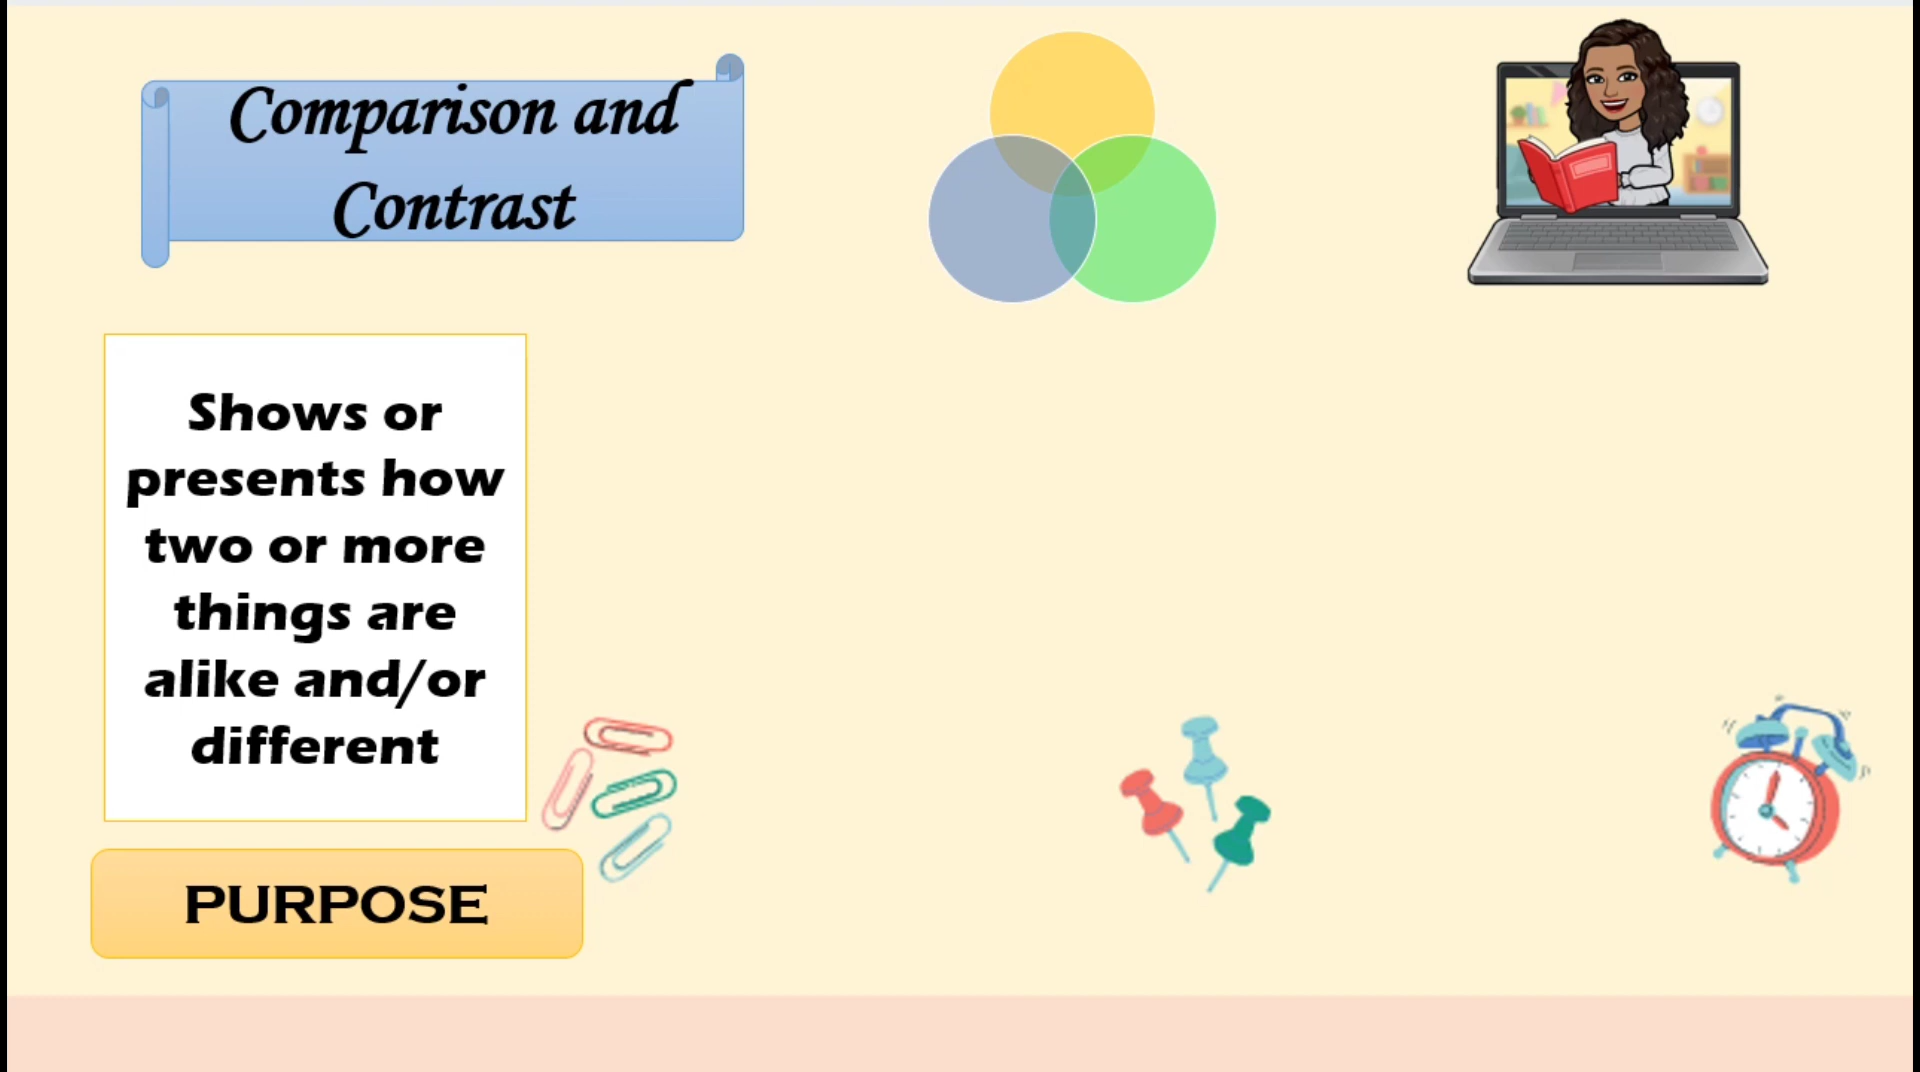 Comparison and
Contrast
Shows or
presents how
two or more
things are
alike and/or
different
PURPOSE